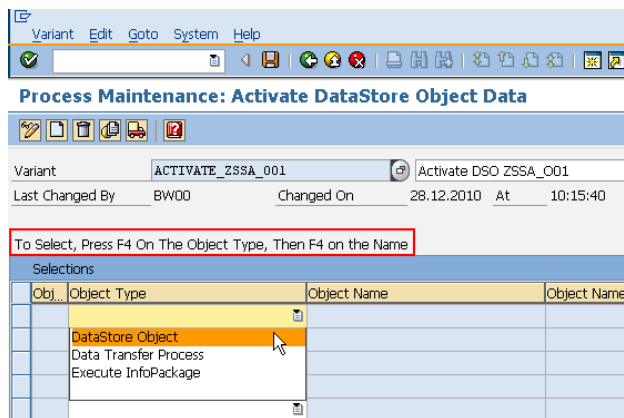 Variant Edit Goto System Help
Process Maintenance: Activate DataStore Object Data
Variant ACTIVATE_ZSSA_001 Activate DSO ZSSA_O01
Last Changed By BW00 Changed On 28.12.2010 At 10:15:40
To Select, Press F4 On The Object Type, Then F4 on the Name
Selections
Obj... Object Type Object Name Object Name
DataStore Object
Data Transfer Process
Execute InfoPackage